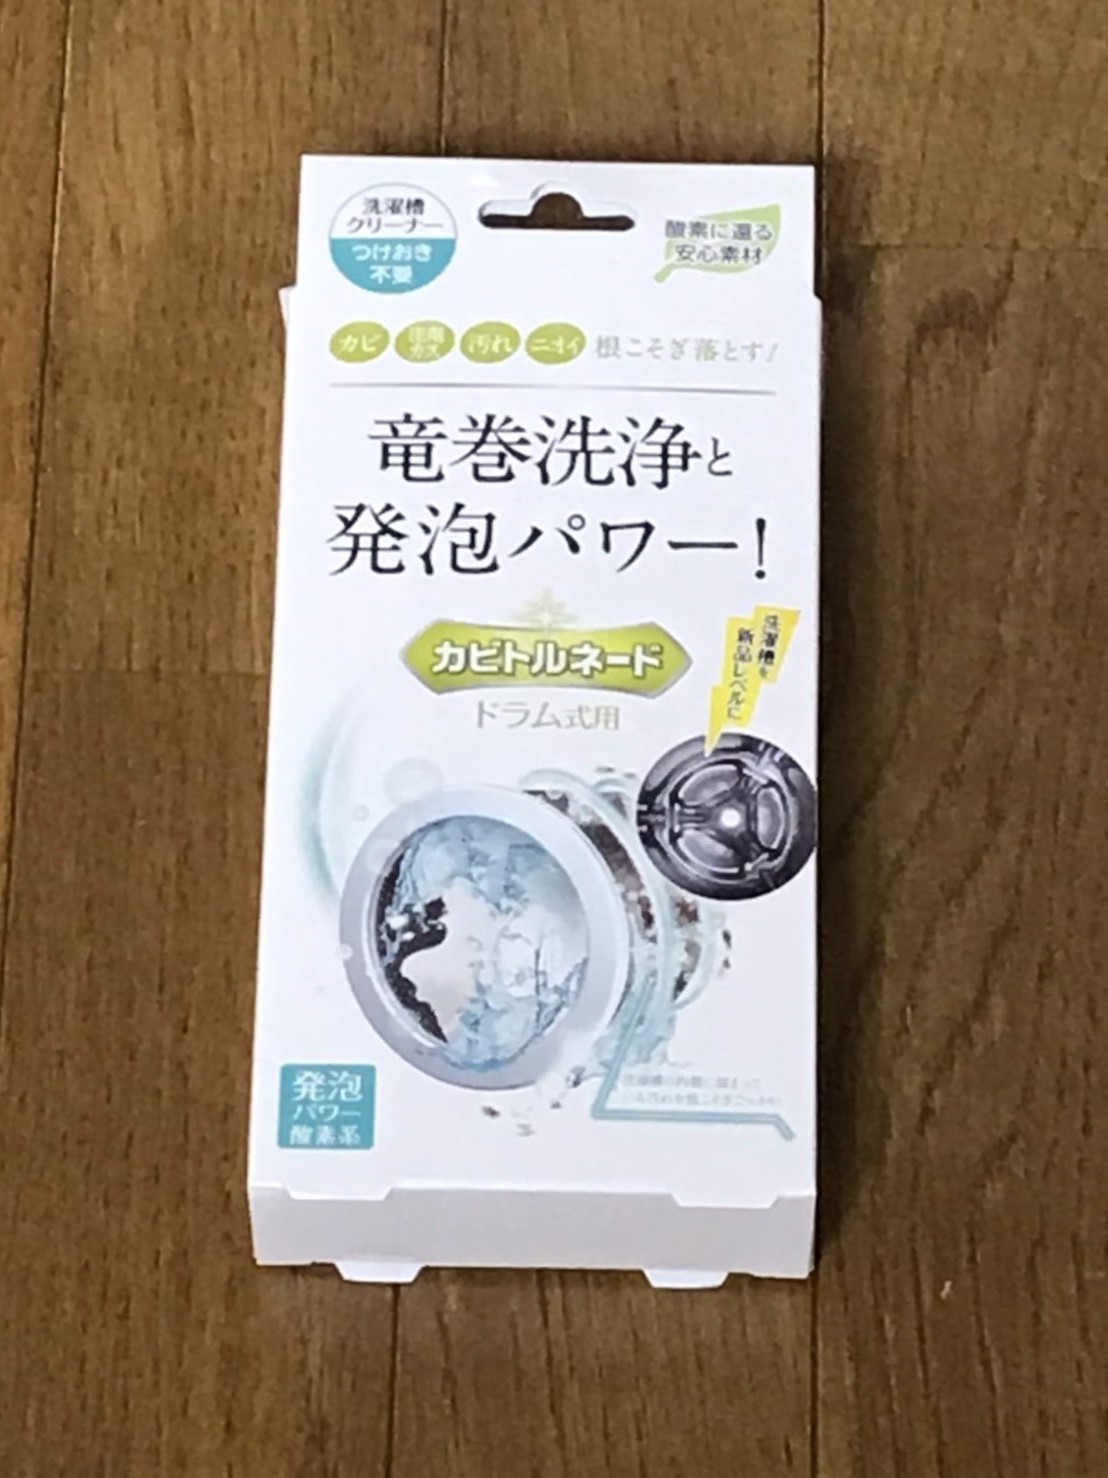 洗濯槽
クリーナー
つけおき
不要
酸素に還る
安心素材
カビ 洗剤カス 汚れ ニオイ 根こそぎ落とす!
竜巻洗浄と
発泡パワー!
洗濯槽を
新品レベルに
カビトルネード
ドラム式用
発泡
パワー
酸素系